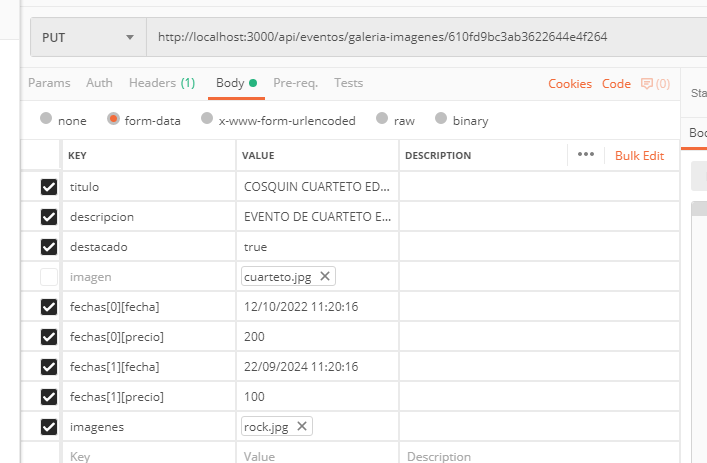 PUT http://localhost:3000/api/eventos/galeria-imagenes/610fd9bc3ab3622644e4f264
Params Auth Headers (1) Body Pre-req. Tests Cookies Code (0) Sta
none form-data x-www-form-urlencoded raw binary Boc
KEY VALUE DESCRIPTION ••• Bulk Edit
titulo COSQUIN CUARTETO ED...
descripcion EVENTO DE CUARTETO E...
destacado true
imagen cuarteto.jpg
fechas[0][fecha] 12/10/2022 11:20:16
fechas[0][precio] 200
fechas[1][fecha] 22/09/2024 11:20:16
fechas[1][precio] 100
imagenes rock.jpg
Key Value Description